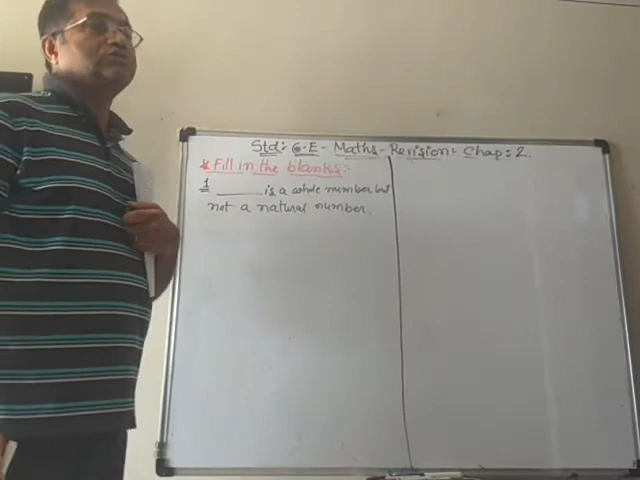 Std: 6-E - Maths - Revision: Chap: 2.
* Fill in the blanks:-
1 ______ is a whole number but
not a natural number.